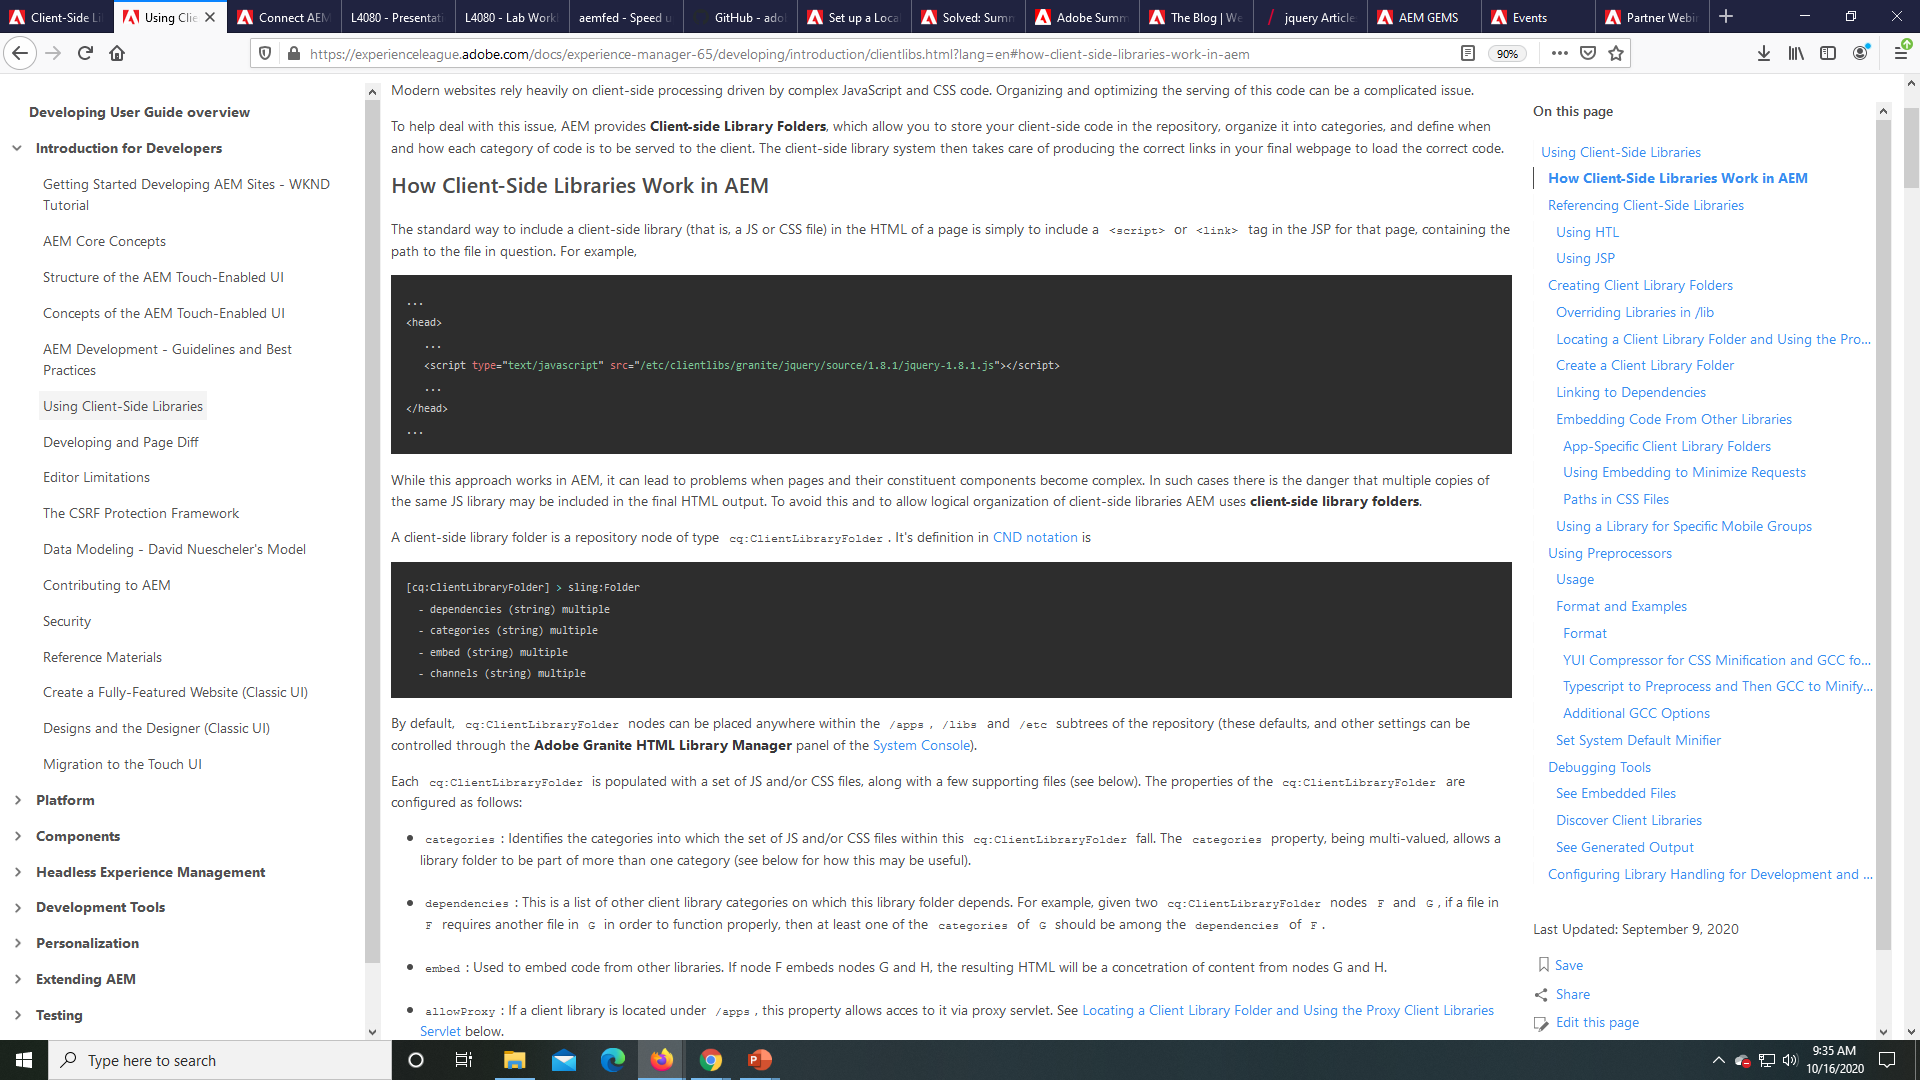 Client-Side Li
Using Clie
Connect AEM
L4080 - Presentati
L4080 - Lab Workl
aemfed - Speed u
GitHub - ado
Set up a Loca
Solved: Summ
Adobe Summ
The Blog | We
jquery Article
AEM GEMS
Events
Partner Webin
https://experienceleague.adobe.com/docs/experience-manager-65/developing/introduction/clientlibs.html?lang=en#how-client-side-libraries-work-in-aem
90%
Developing User Guide overview
Introduction for Developers
Getting Started Developing AEM Sites - WKND
Tutorial
AEM Core Concepts
Structure of the AEM Touch-Enabled UI
Concepts of the AEM Touch-Enabled UI
AEM Development - Guidelines and Best
Practices
Using Client-Side Libraries
Developing and Page Diff
Editor Limitations
The CSRF Protection Framework
Data Modeling - David Nuescheler's Model
Contributing to AEM
Security
Reference Materials
Create a Fully-Featured Website (Classic UI)
Designs and the Designer (Classic UI)
Migration to the Touch UI
Platform
Components
Headless Experience Management
Development Tools
Personalization
Extending AEM
Testing
Modern websites rely heavily on client-side processing driven by complex JavaScript and CSS code. Organizing and optimizing the serving of this code can be a complicated issue.
To help deal with this issue, AEM provides Client-side Library Folders, which allow you to store your client-side code in the repository, organize it into categories, and define when
and how each category of code is to be served to the client. The client-side library system then takes care of producing the correct links in your final webpage to load the correct code.
How Client-Side Libraries Work in AEM
The standard way to include a client-side library (that is, a JS or CSS file) in the HTML of a page is simply to include a <script> or <link> tag in the JSP for that page, containing the
path to the file in question. For example,
...
<head>
...
<script type="text/javascript" src="/etc/clientlibs/granite/jquery/source/1.8.1/jquery-1.8.1.js"></script>
...
</head>
...
While this approach works in AEM, it can lead to problems when pages and their constituent components become complex. In such cases there is the danger that multiple copies of
the same JS library may be included in the final HTML output. To avoid this and to allow logical organization of client-side libraries AEM uses client-side library folders.
A client-side library folder is a repository node of type cq:ClientLibraryFolder . It's definition in CND notation is
[cq:ClientLibraryFolder] > sling:Folder
- dependencies (string) multiple
- categories (string) multiple
- embed (string) multiple
- channels (string) multiple
By default, cq:ClientLibraryFolder nodes can be placed anywhere within the /apps , /libs and /etc subtrees of the repository (these defaults, and other settings can be
controlled through the Adobe Granite HTML Library Manager panel of the System Console).
Each cq:ClientLibraryFolder is populated with a set of JS and/or CSS files, along with a few supporting files (see below). The properties of the cq:ClientLibraryFolder are
configured as follows:
• categories : Identifies the categories into which the set of JS and/or CSS files within this cq:ClientLibraryFolder fall. The categories property, being multi-valued, allows a
library folder to be part of more than one category (see below for how this may be useful).
• dependencies : This is a list of other client library categories on which this library folder depends. For example, given two cq:ClientLibraryFolder nodes F and G , if a file in
F requires another file in G in order to function properly, then at least one of the categories of G should be among the dependencies of F .
• embed : Used to embed code from other libraries. If node F embeds nodes G and H, the resulting HTML will be a concetration of content from nodes G and H.
• allowProxy : If a client library is located under /apps , this property allows acces to it via proxy servlet. See Locating a Client Library Folder and Using the Proxy Client Libraries
Servlet below.
On this page
Using Client-Side Libraries
How Client-Side Libraries Work in AEM
Referencing Client-Side Libraries
Using HTL
Using JSP
Creating Client Library Folders
Overriding Libraries in /lib
Locating a Client Library Folder and Using the Pro...
Create a Client Library Folder
Linking to Dependencies
Embedding Code From Other Libraries
App-Specific Client Library Folders
Using Embedding to Minimize Requests
Paths in CSS Files
Using a Library for Specific Mobile Groups
Using Preprocessors
Usage
Format and Examples
Format
YUI Compressor for CSS Minification and GCC fo...
Typescript to Preprocess and Then GCC to Minify...
Additional GCC Options
Set System Default Minifier
Debugging Tools
See Embedded Files
Discover Client Libraries
See Generated Output
Configuring Library Handling for Development and ...
Last Updated: September 9, 2020
Save
Share
Edit this page
Type here to search
9:35 AM
10/16/2020